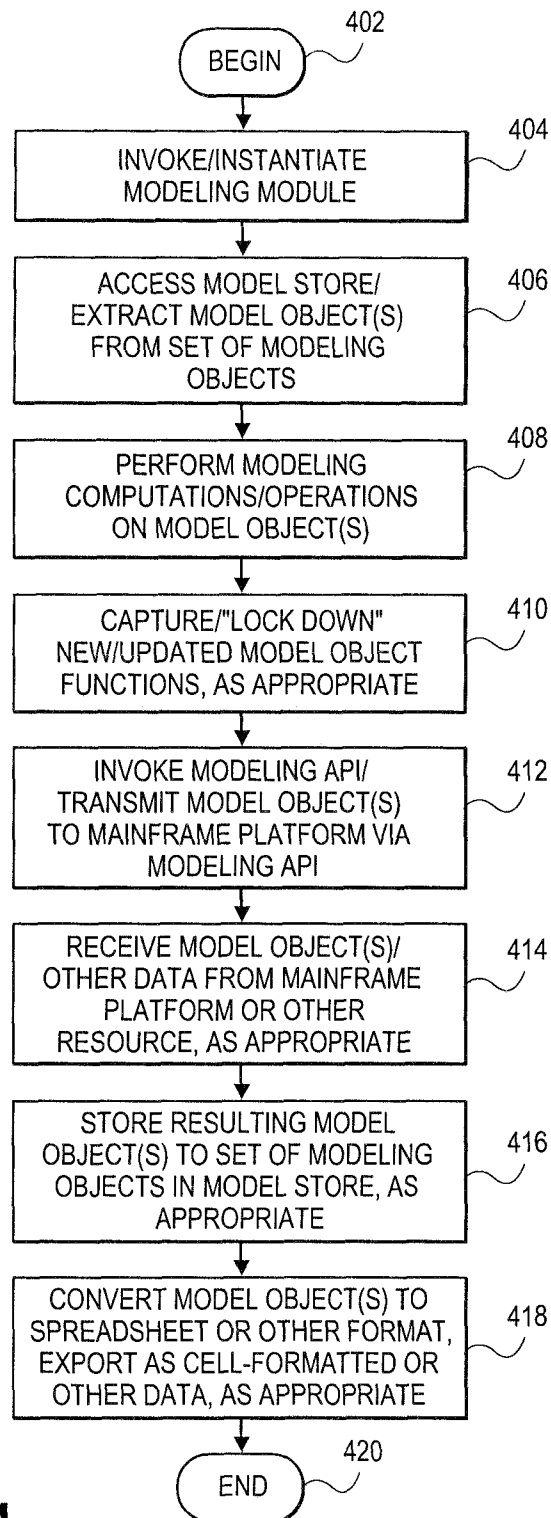 402
BEGIN
404
INVOKE/INSTANTIATE
MODELING MODULE
406
ACCESS MODEL STORE/
EXTRACT MODEL OBJECT(S)
FROM SET OF MODELING
OBJECTS
408
PERFORM MODELING
COMPUTATIONS/OPERATIONS
ON MODEL OBJECT(S)
410
CAPTURE/"LOCK DOWN"
NEW/UPDATED MODEL OBJECT
FUNCTIONS, AS APPROPRIATE
412
INVOKE MODELING API/
TRANSMIT MODEL OBJECT(S)
TO MAINFRAME PLATFORM VIA
MODELING API
414
RECEIVE MODEL OBJECT(S)/
OTHER DATA FROM MAINFRAME
PLATFORM OR OTHER
RESOURCE, AS APPROPRIATE
416
STORE RESULTING MODEL
OBJECT(S) TO SET OF MODELING
OBJECTS IN MODEL STORE, AS
APPROPRIATE
418
CONVERT MODEL OBJECT(S) TO
SPREADSHEET OR OTHER FORMAT,
EXPORT AS CELL-FORMATTED OR
OTHER DATA, AS APPROPRIATE
420
END